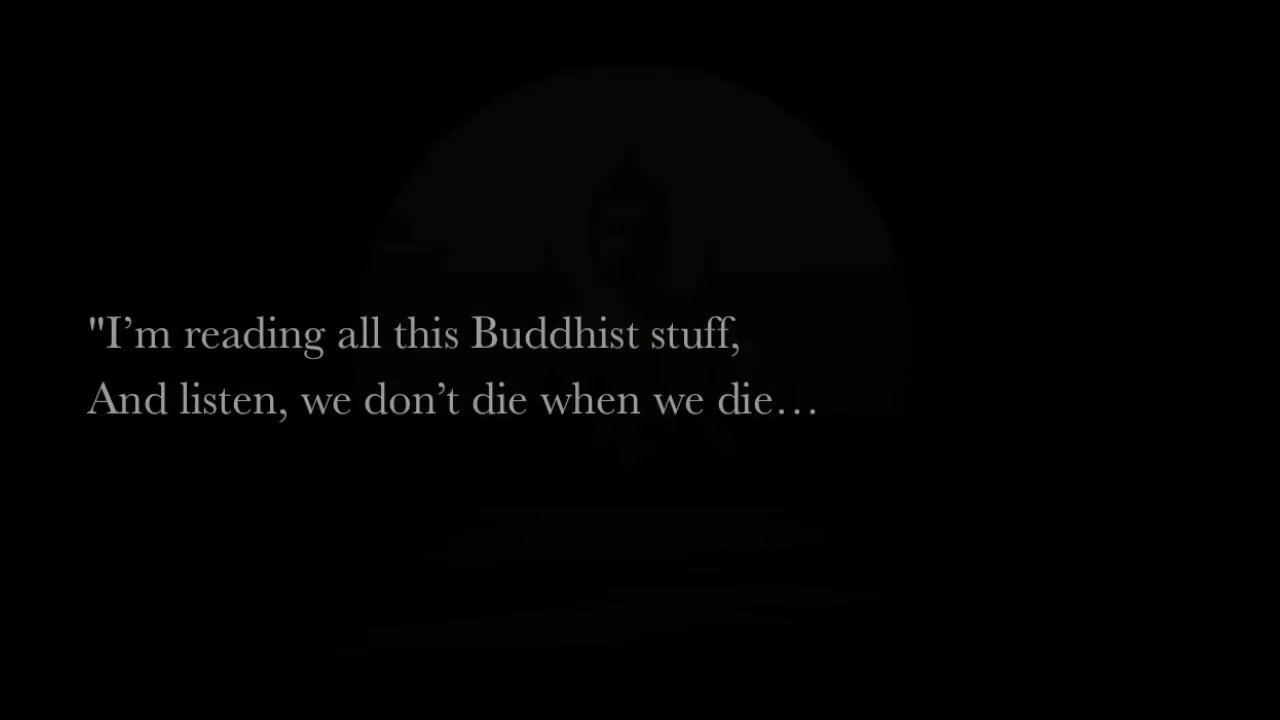 "I’m reading all this Buddhist stuff,
And listen, we don’t die when we die…